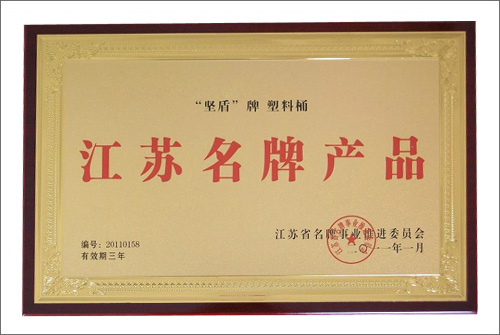 “坚盾”牌 塑料桶
江苏名牌产品
江苏省名牌事业推进委员会
二〇一一年一月
编号：20110158
有效期三年